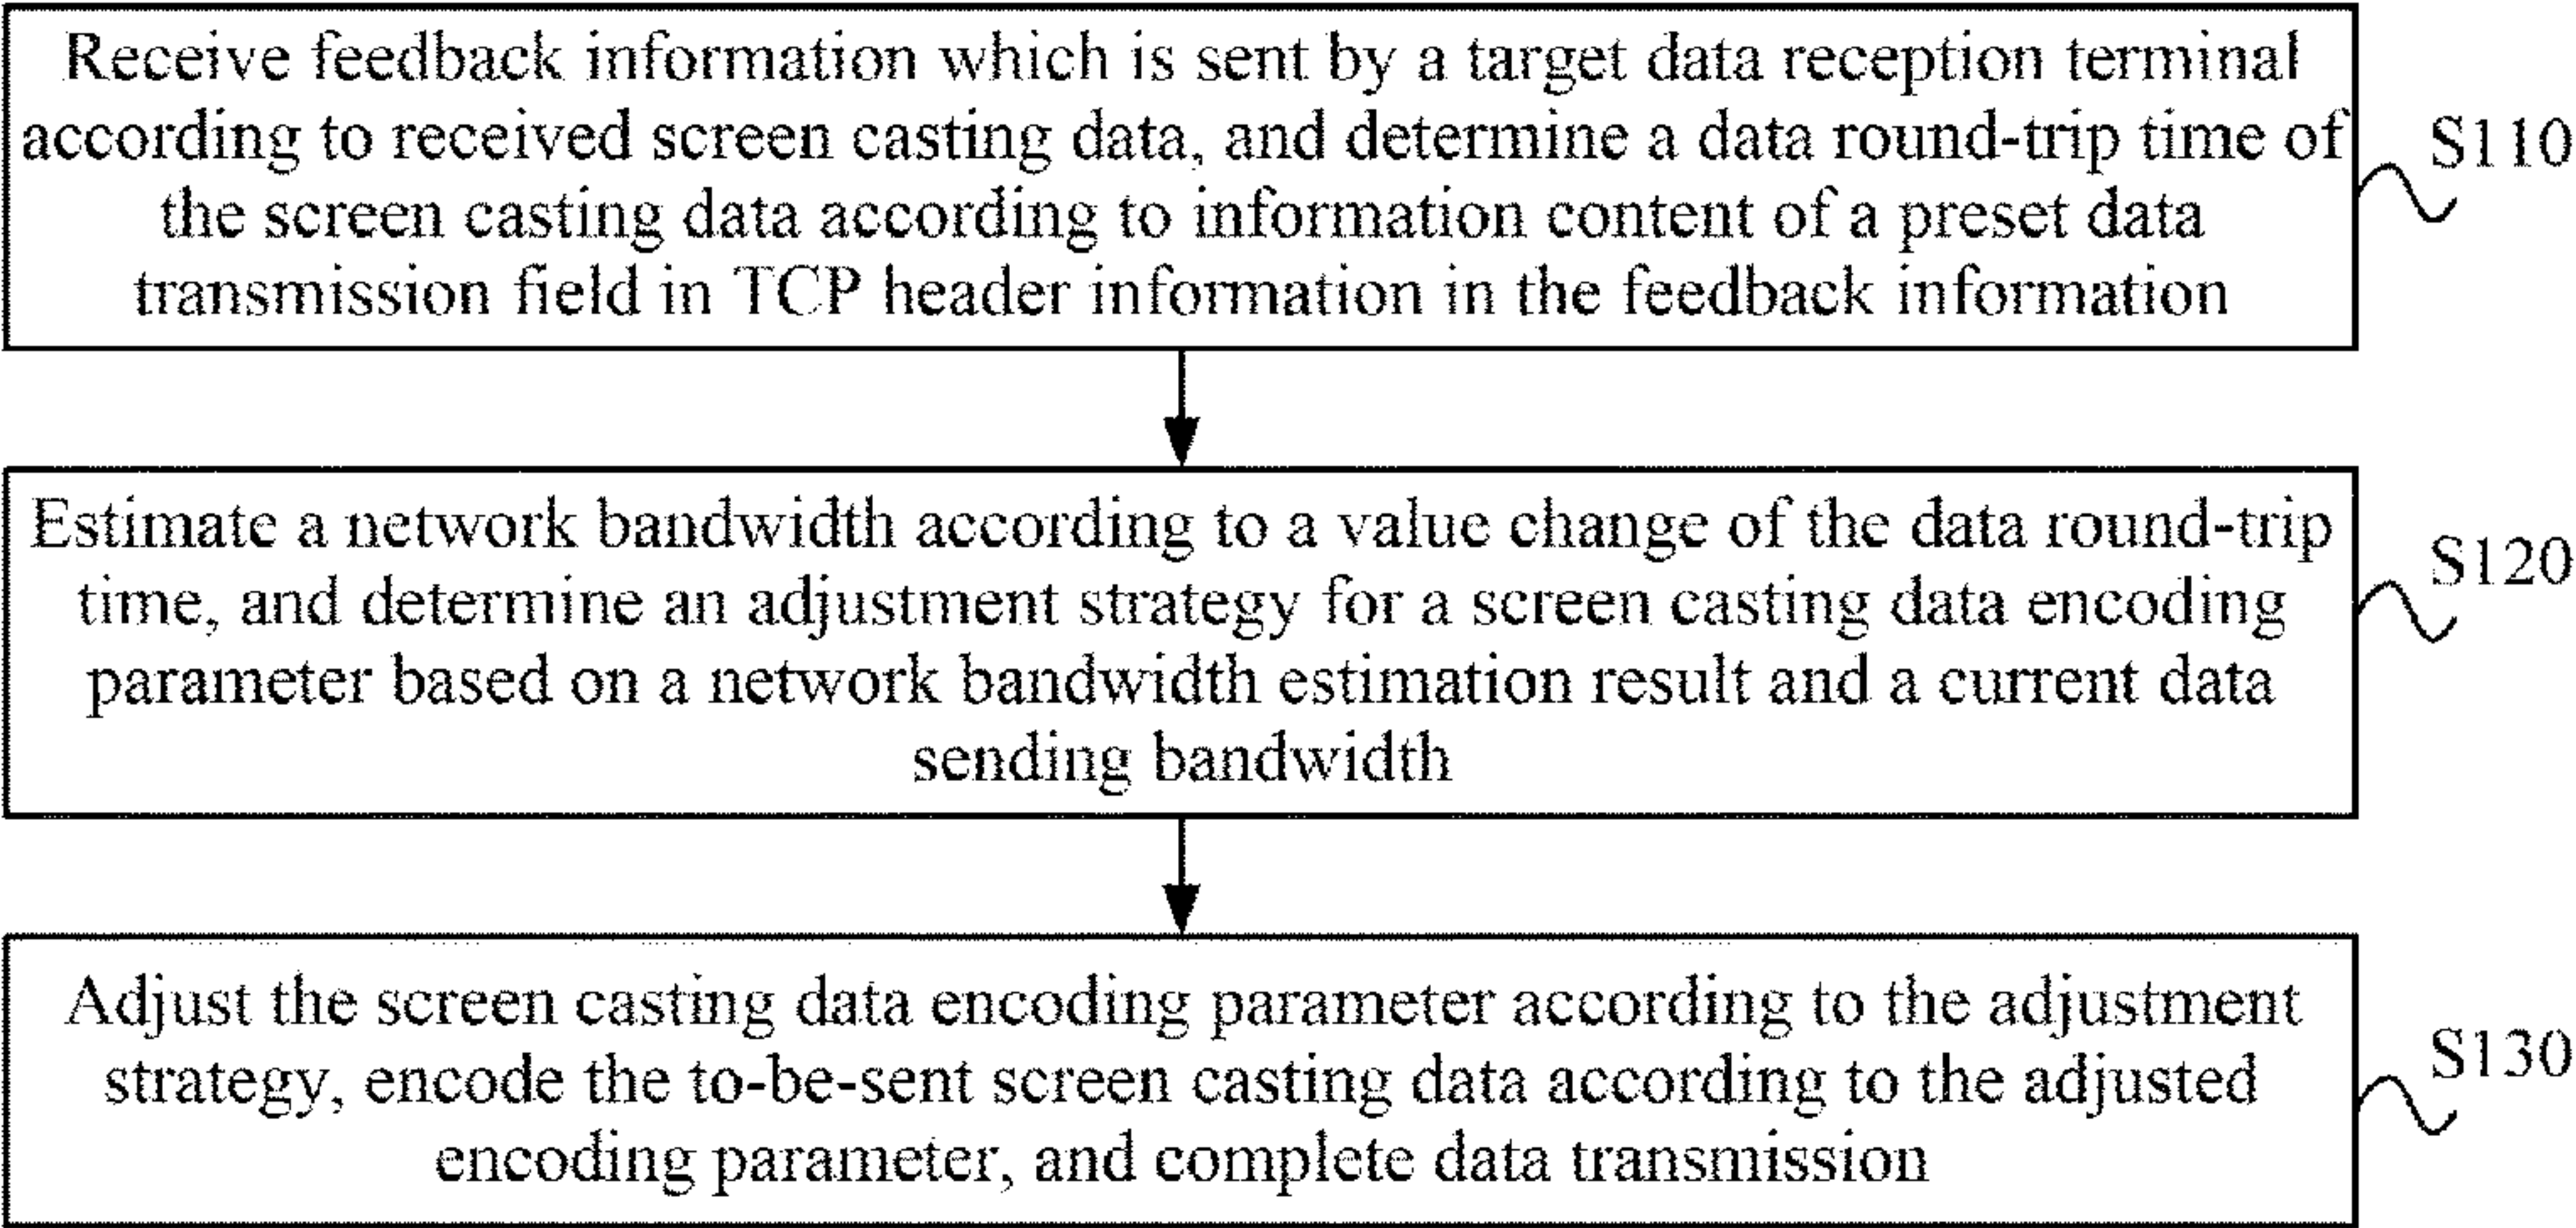 Receive feedback information which is sent by a target data reception terminal
according to received screen casting data, and determine a data round-trip time of
the screen casting data according to information content of a preset data
transmission field in TCP header information in the feedback information
S110
Estimate a network bandwidth according to a value change of the data round-trip
time, and determine an adjustment strategy for a screen casting data encoding
parameter based on a network bandwidth estimation result and a current data
sending bandwidth
S120
Adjust the screen casting data encoding parameter according to the adjustment
strategy, encode the to-be-sent screen casting data according to the adjusted
encoding parameter, and complete data transmission
S130